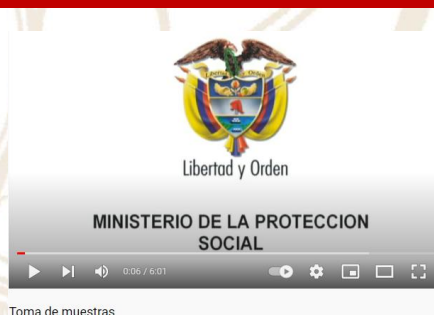 Libertad y Orden
MINISTERIO DE LA PROTECCION
SOCIAL
0:06 / 6:01
Toma de muestras